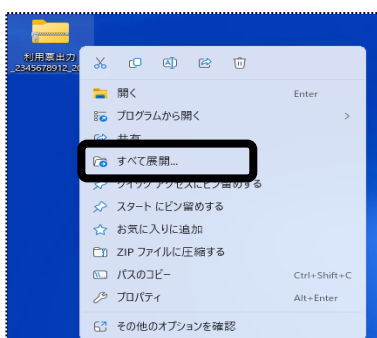 利用票出力
_2345678912_20
開く Enter
プログラムから開く >
共有
すべて展開...
クイック アクセスにピン留めする
スタート にピン留めする
お気に入りに追加
ZIP ファイルに圧縮する
パスのコピー Ctrl+Shift+C
プロパティ Alt+Enter
その他のオプションを確認